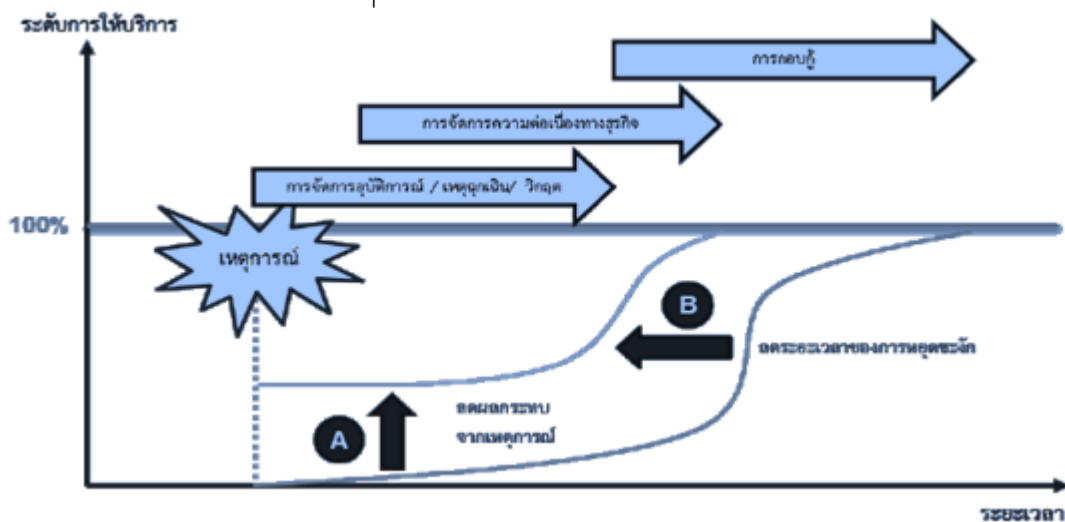 ระดับการให้บริการ
การกอบกู้
การจัดการความต่อเนื่องทางธุรกิจ
การจัดการอุบัติการณ์ / เหตุฉุกเฉิน/ วิกฤต
100%
เหตุการณ์
B
ลดระยะเวลาของการหยุดชะงัก
ลดผลกระทบ
จากเหตุการณ์
A
ระยะเวลา